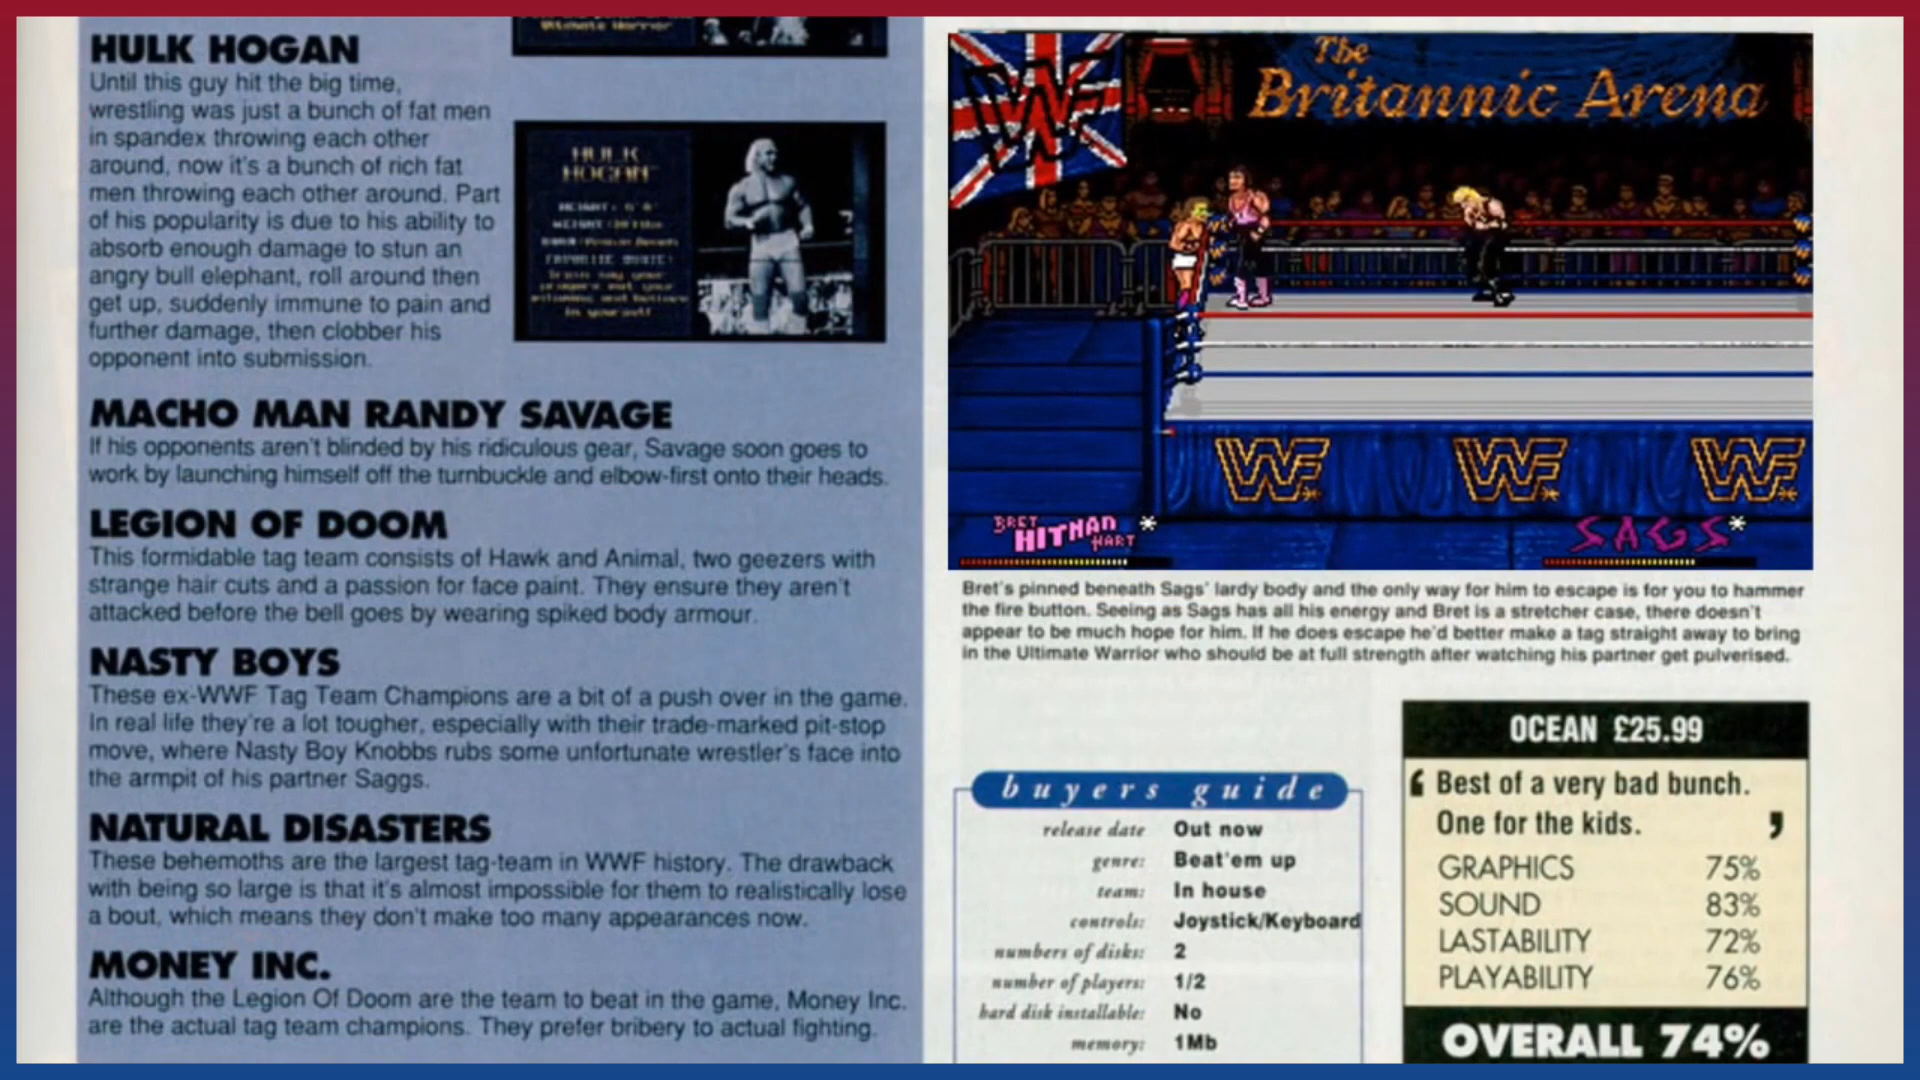 Ultimate Warrior
HULK HOGAN
Until this guy hit the big time,
wrestling was just a bunch of fat men
in spandex throwing each other
around, now it's a bunch of rich fat
men throwing each other around. Part
of his popularity is due to his ability to
absorb enough damage to stun an
angry bull elephant, roll around then
get up, suddenly immune to pain and
further damage, then clobber his
opponent into submission.
HULK
HOGAN
MACHO MAN RANDY SAVAGE
If his opponents aren't blinded by his ridiculous gear, Savage soon goes to
work by launching himself off the turnbuckle and elbow-first onto their heads.
LEGION OF DOOM
This formidable tag team consists of Hawk and Animal, two geezers with
strange hair cuts and a passion for face paint. They ensure they aren't
attacked before the bell goes by wearing spiked body armour.
NASTY BOYS
These ex-WWF Tag Team Champions are a bit of a push over in the game.
In real life they're a lot tougher, especially with their trade-marked pit-stop
move, where Nasty Boy Knobbs rubs some unfortunate wrestler's face into
the armpit of his partner Saggs.
NATURAL DISASTERS
These behemoths are the largest tag-team in WWF history. The drawback
with being so large is that it's almost impossible for them to realistically lose
a bout, which means they don't make too many appearances now.
MONEY INC.
Although the Legion Of Doom are the team to beat in the game, Money Inc.
are the actual tag team champions. They prefer bribery to actual fighting.
WF
The
Britannic Arena
WF WF WF
BRET
HITMAN
HART *
SAGS *
Bret's pinned beneath Sags' lardy body and the only way for him to escape is for you to hammer
the fire button. Seeing as Sags has all his energy and Bret is a stretcher case, there doesn't
appear to be much hope for him. If he does escape he'd better make a tag straight away to bring
in the Ultimate Warrior who should be at full strength after watching his partner get pulverised.
buyers guide
release date Out now
genre: Beat'em up
team: In house
controls: Joystick/Keyboard
numbers of disks: 2
number of players: 1/2
hard disk installable: No
memory: 1Mb
OCEAN £25.99
‘ Best of a very bad bunch.
One for the kids. ’
GRAPHICS 75%
SOUND 83%
LASTABILITY 72%
PLAYABILITY 76%
OVERALL 74%